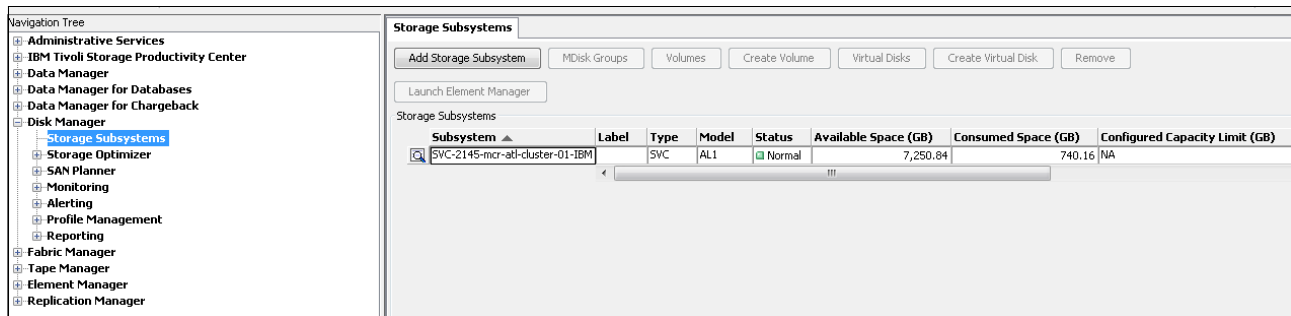 Navigation Tree
Administrative Services
IBM Tivoli Storage Productivity Center
Data Manager
Data Manager for Databases
Data Manager for Chargeback
Disk Manager
Storage Subsystems
Storage Optimizer
SAN Planner
Monitoring
Alerting
Profile Management
Reporting
Fabric Manager
Tape Manager
Element Manager
Replication Manager
Storage Subsystems
Add Storage Subsystem MDisk Groups Volumes Create Volume Virtual Disks Create Virtual Disk Remove
Launch Element Manager
Storage Subsystems
Subsystem Label Type Model Status Available Space (GB) Consumed Space (GB) Configured Capacity Limit (GB)
SVC-2145-mcr-atl-cluster-01-IBM SVC AL1 Normal 7,250.84 740.16 NA